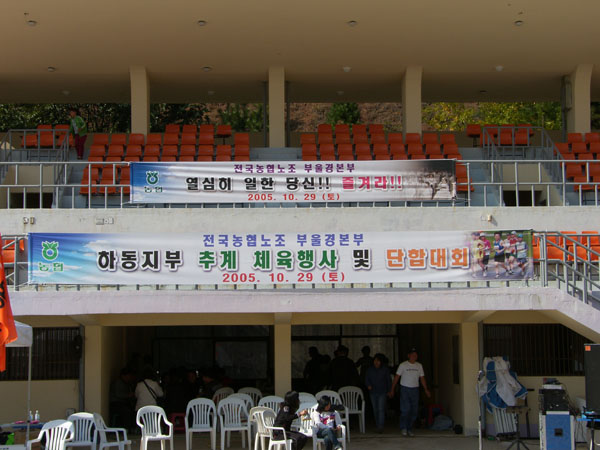 전국농협노조 부울경본부
열심히 일한 당신!! 즐겨라!!
2005. 10. 29 (토)
농협
전국농협노조 부울경본부
하동지부 추계 체육행사 및 단합대회
2005. 10. 29 (토)
농협